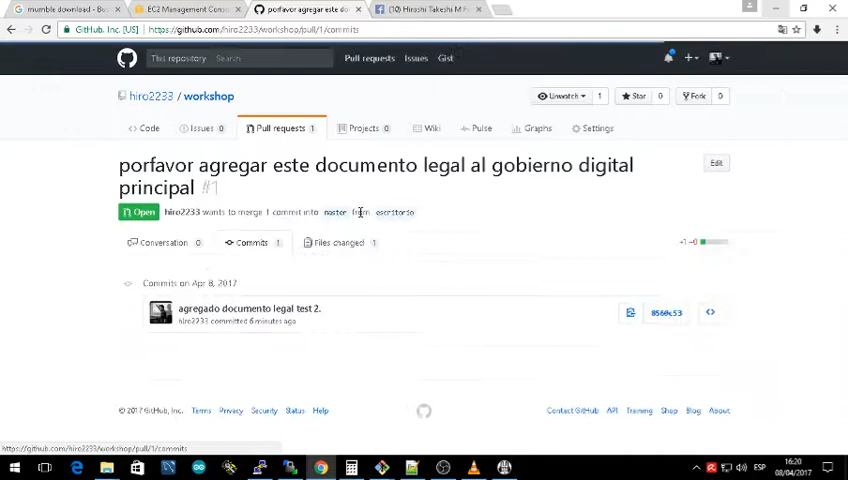 mumble download - Bus
EC2 Management Conso
porfavor agregar este do
(10) Hiroshi Takeshi M F
GitHub, Inc. [US] https://github.com/hiro2233/workshop/pull/1/commits
This repository Search Pull requests Issues Gist
hiro2233 / workshop Unwatch 1 Star 0 Fork 0
Code Issues 0 Pull requests 1 Projects 0 Wiki Pulse Graphs Settings
porfavor agregar este documento legal al gobierno digital
principal #1
Edit
Open hiro2233 wants to merge 1 commit into master from escritorio
Conversation 0 Commits 1 Files changed 1 +1 −0
Commits on Apr 8, 2017
agregado documento legal test 2.
hiro2233 committed 6 minutes ago
8560c53
© 2017 GitHub, Inc. Terms Privacy Security Status Help Contact GitHub API Training Shop Blog About
https://github.com/hiro2233/workshop/pull/1/commits
ESP
16:20
08/04/2017